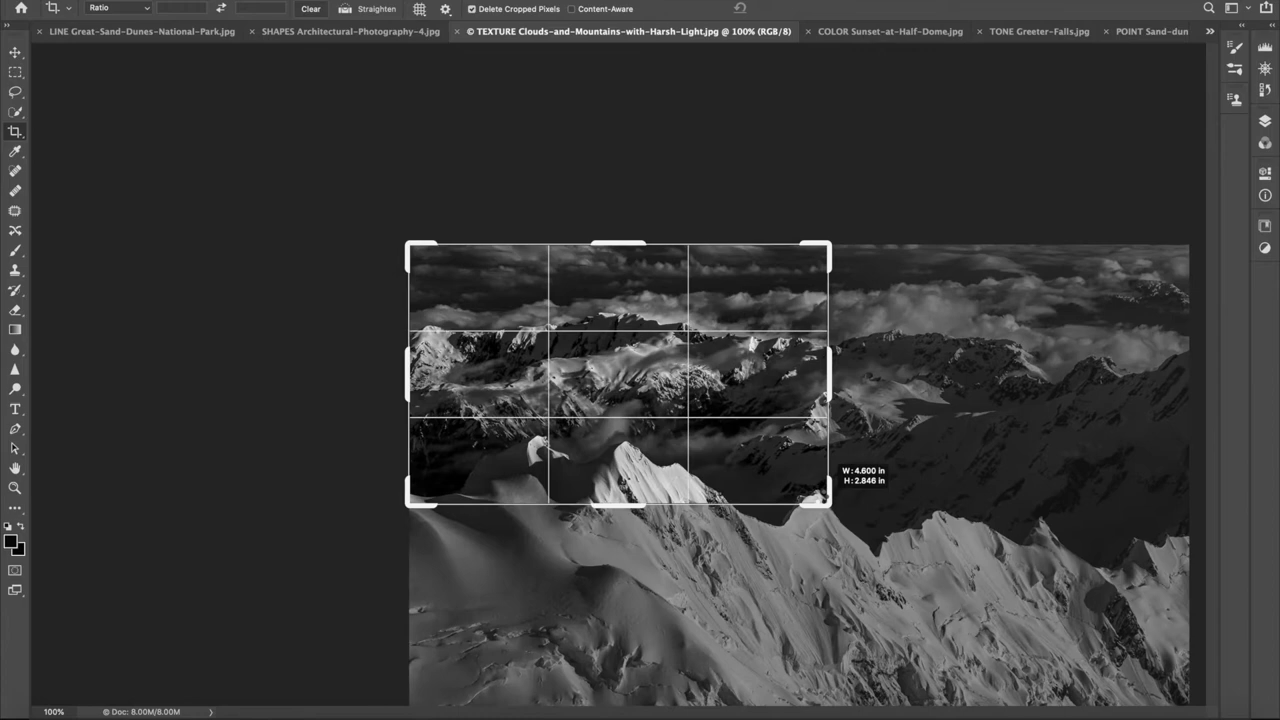 Ratio Clear Straighten Delete Cropped Pixels Content-Aware
LINE Great-Sand-Dunes-National-Park.jpg SHAPES Architectural-Photography-4.jpg © TEXTURE Clouds-and-Mountains-with-Harsh-Light.jpg @ 100% (RGB/8) COLOR Sunset-at-Half-Dome.jpg TONE Greeter-Falls.jpg POINT Sand-dun
W: 4.600 in
H: 2.846 in
100% © Doc: 8.00M/8.00M